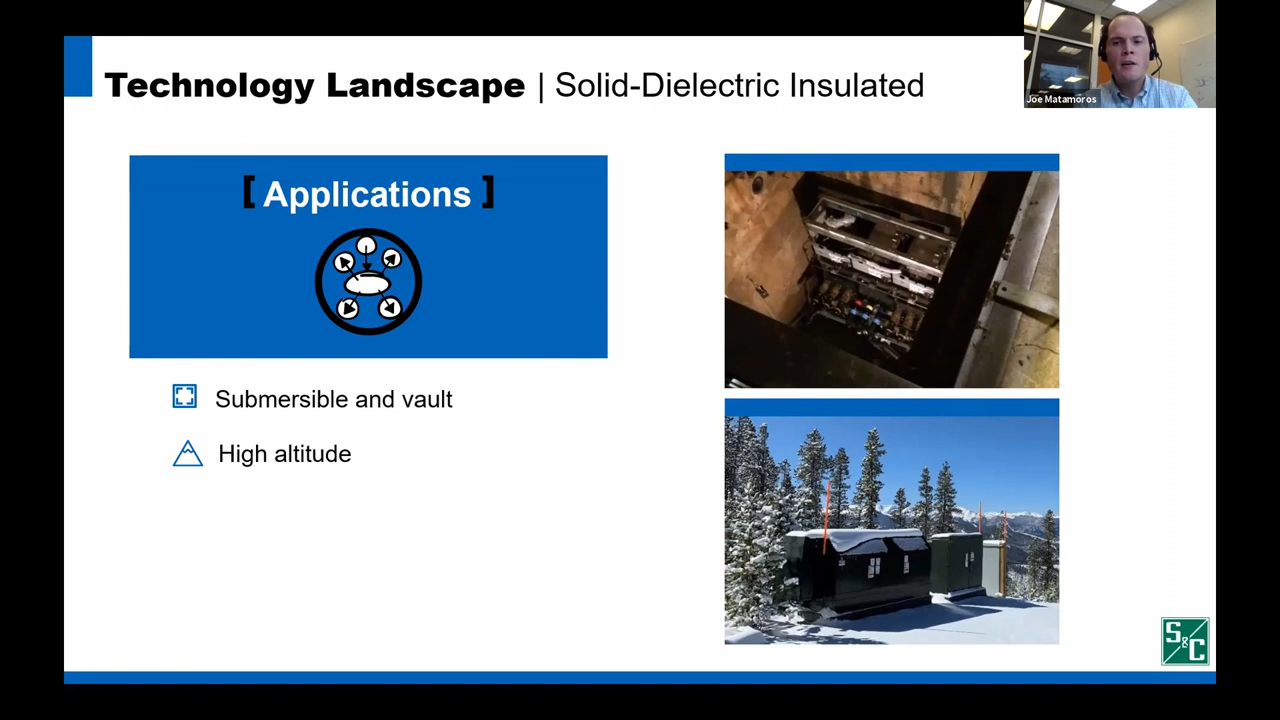 Technology Landscape | Solid-Dielectric Insulated
Joe Matamoros
[ Applications ]
Submersible and vault
High altitude
S&C